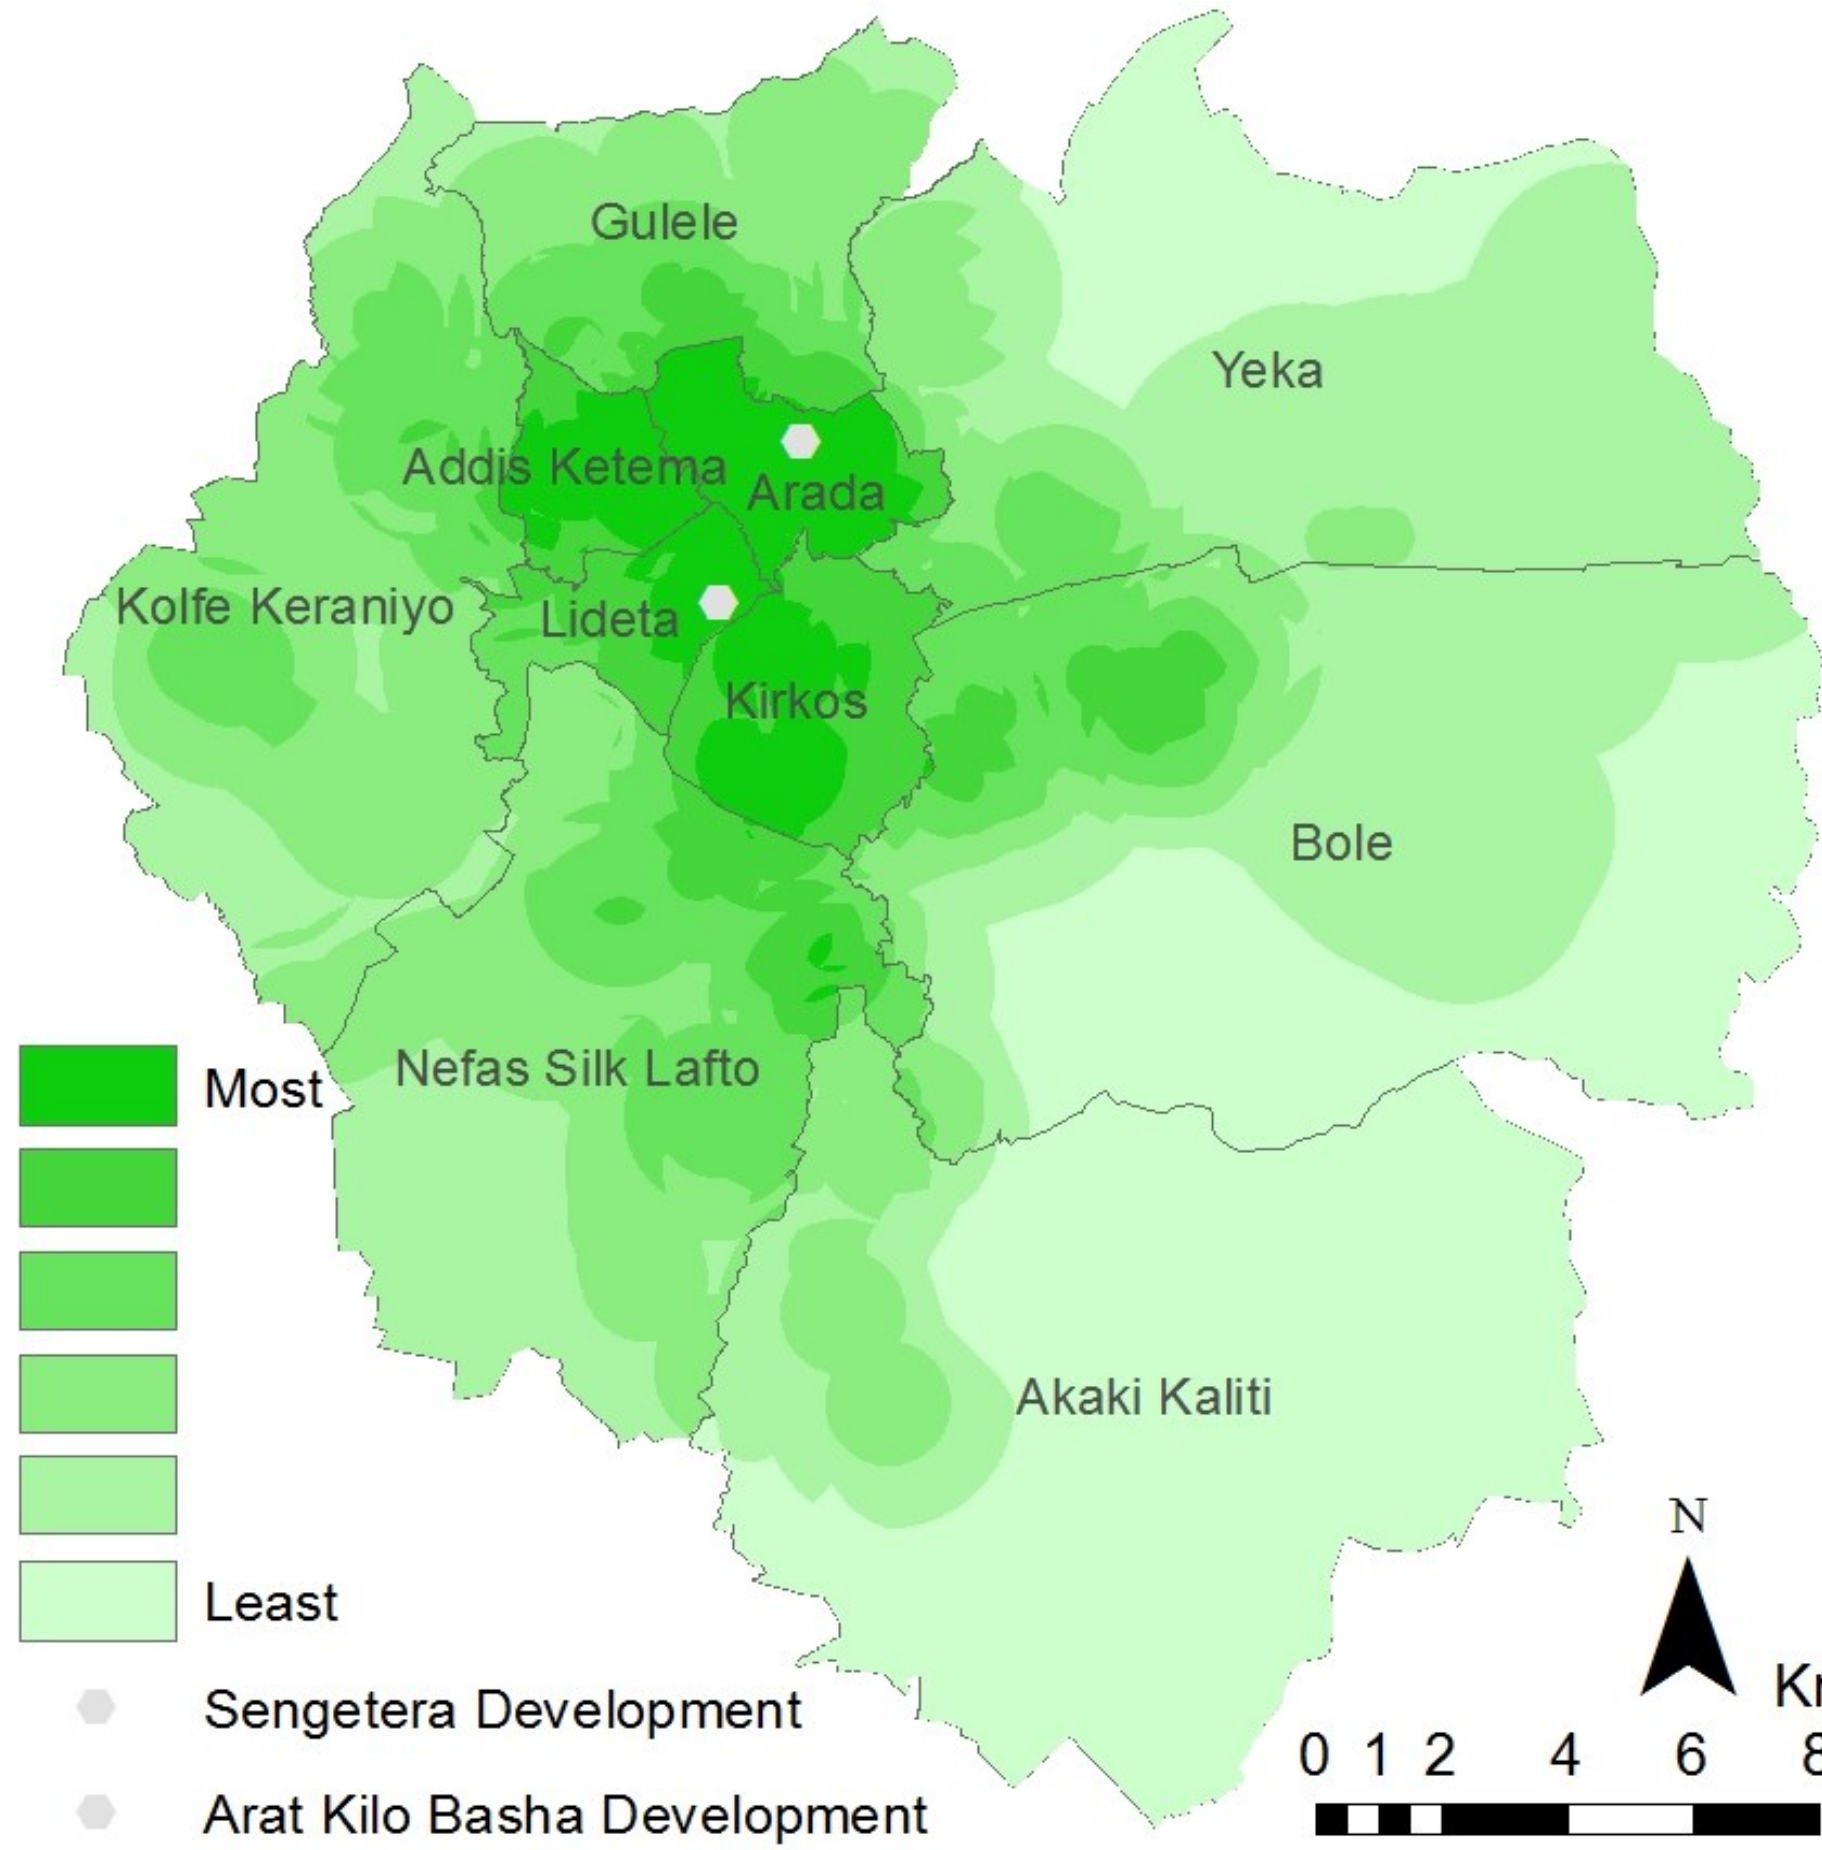 Gulele
Yeka
Addis Ketema
Arada
Kolfe Keraniyo
Lideta
Kirkos
Bole
Nefas Silk Lafto
Most
Akaki Kaliti
Least
Sengetera Development
Arat Kilo Basha Development
N
0 1 2 4 6 8